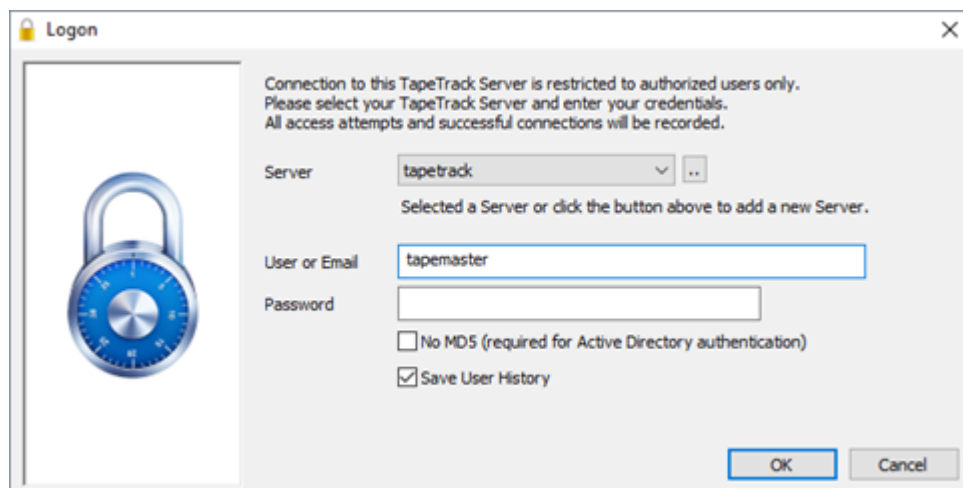 Logon
Connection to this TapeTrack Server is restricted to authorized users only.
Please select your TapeTrack Server and enter your credentials.
All access attempts and successful connections will be recorded.
Server
tapetrack
..
Selected a Server or click the button above to add a new Server.
User or Email
tapemaster
Password
No MD5 (required for Active Directory authentication)
Save User History
OK
Cancel